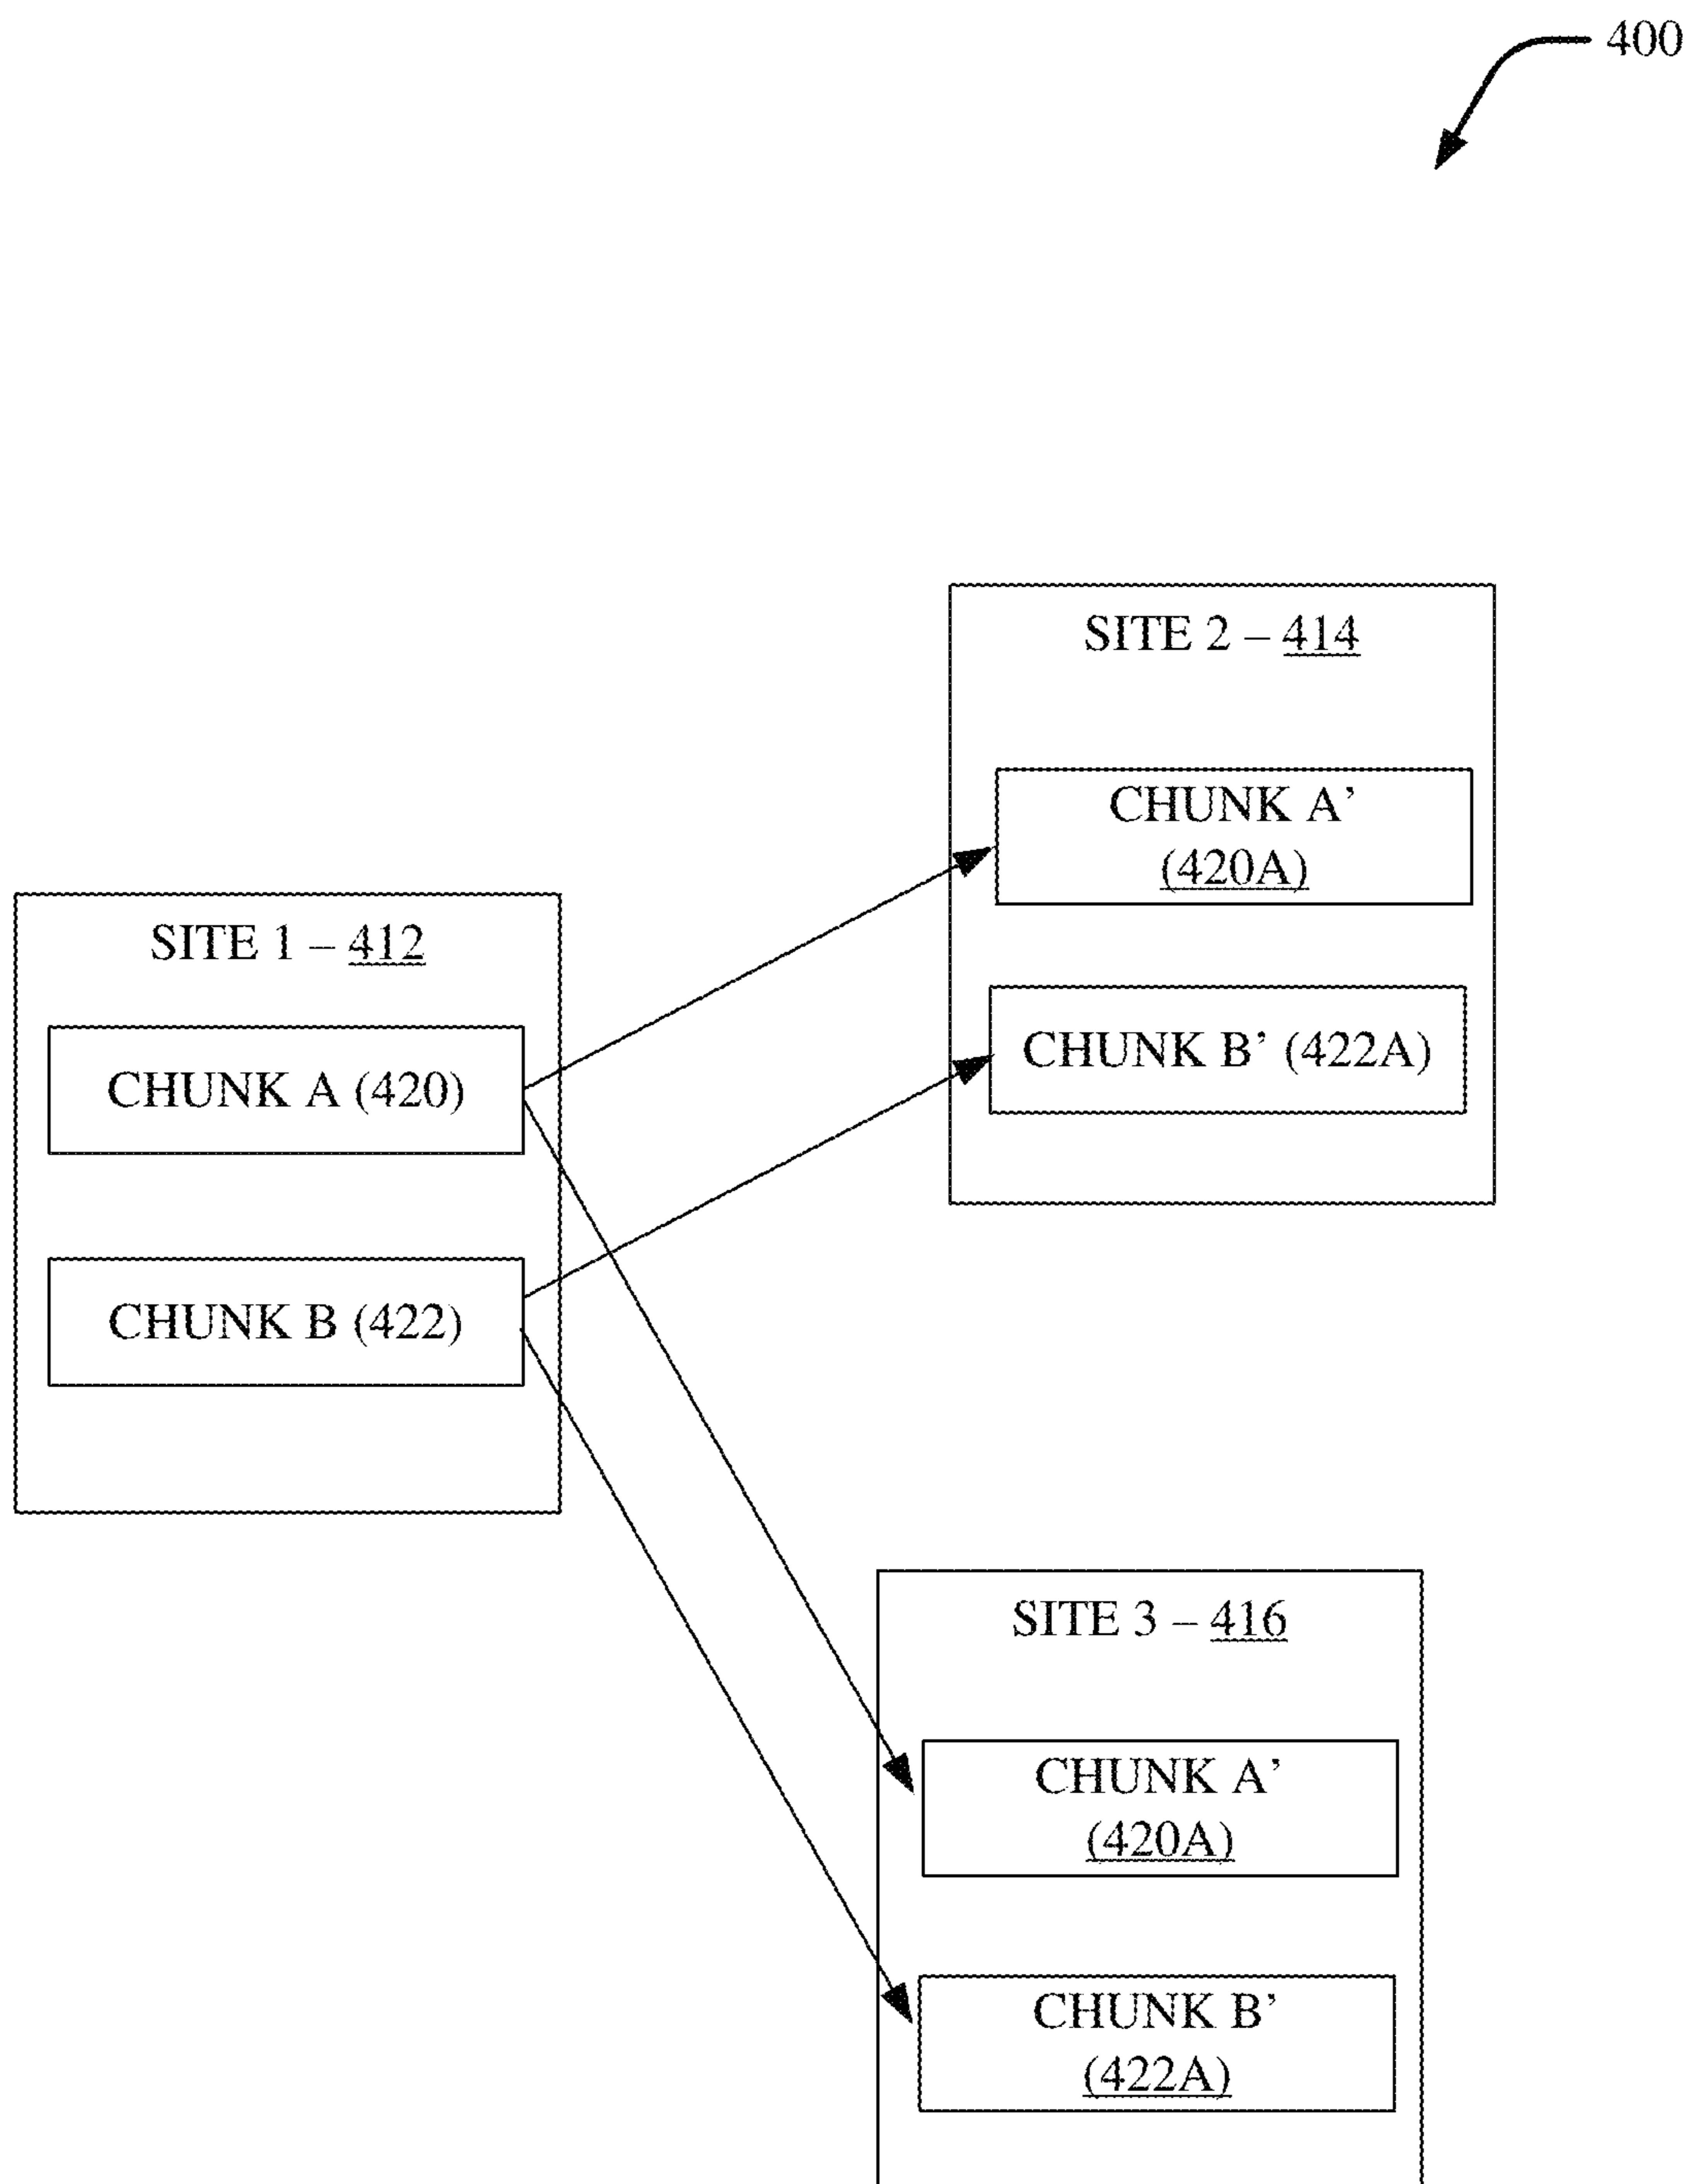 400
SITE 2 – 414
CHUNK A’
(420A)
CHUNK B’ (422A)
SITE 1 – 412
CHUNK A (420)
CHUNK B (422)
SITE 3 – 416
CHUNK A’
(420A)
CHUNK B’
(422A)